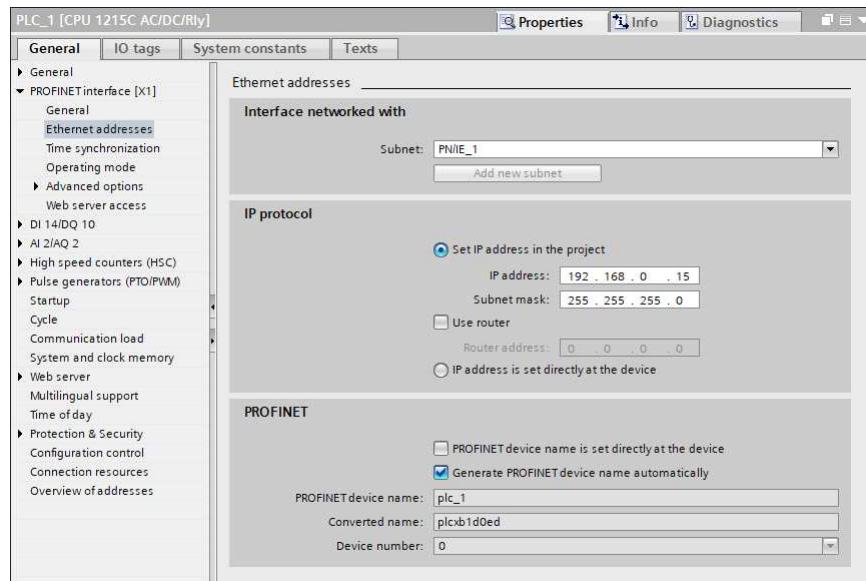 PLC_1 [CPU 1215C AC/DC/Rly]
Properties
Info
Diagnostics
General
IO tags
System constants
Texts
General
PROFINET interface [X1]
General
Ethernet addresses
Time synchronization
Operating mode
Advanced options
Web server access
DI 14/DQ 10
AI 2/AQ 2
High speed counters (HSC)
Pulse generators (PTO/PWM)
Startup
Cycle
Communication load
System and clock memory
Web server
Multilingual support
Time of day
Protection & Security
Configuration control
Connection resources
Overview of addresses
Ethernet addresses
Interface networked with
Subnet: PN/IE_1
Add new subnet
IP protocol
Set IP address in the project
IP address: 192 . 168 . 0 . 15
Subnet mask: 255 . 255 . 255 . 0
Use router
Router address: 0 . 0 . 0 . 0
IP address is set directly at the device
PROFINET
PROFINET device name is set directly at the device
Generate PROFINET device name automatically
PROFINET device name: plc_1
Converted name: plcxb1d0ed
Device number: 0